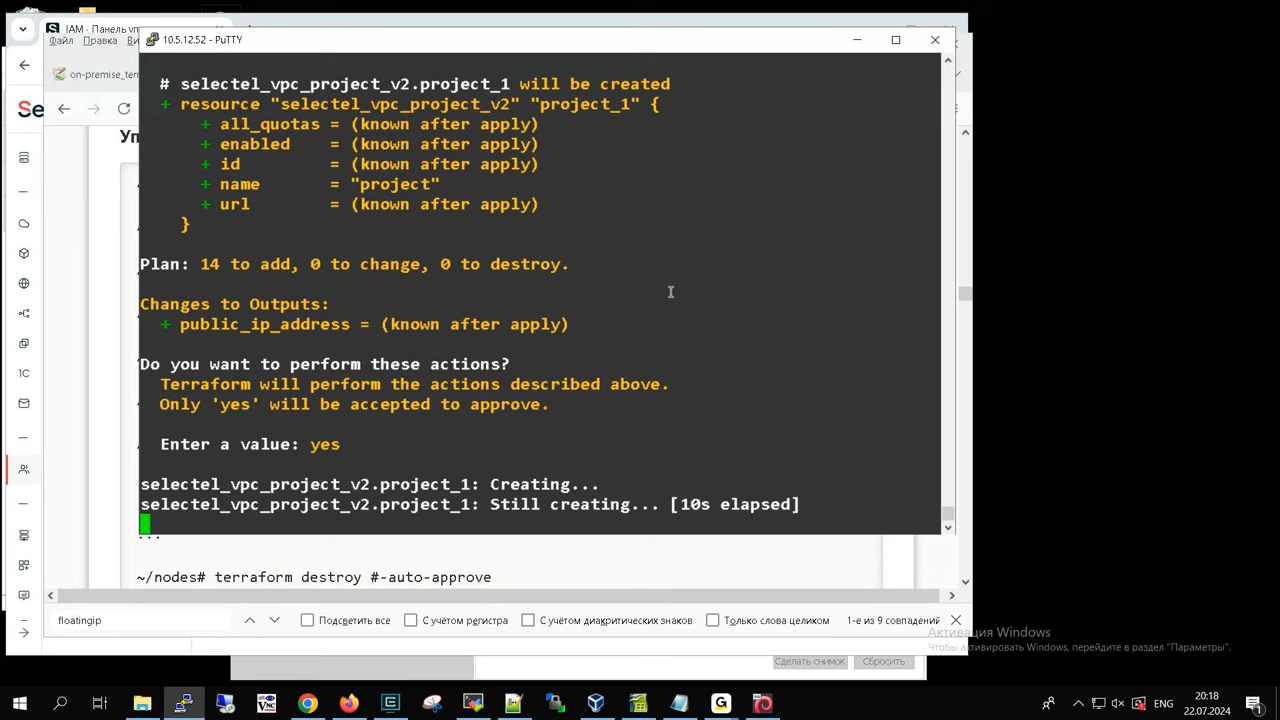 IAM · Панель уп
10.5.12.52 - PuTTY
Файл Правка Ви
on-premise_terr
Se
Уп
# selectel_vpc_project_v2.project_1 will be created
+ resource "selectel_vpc_project_v2" "project_1" {
+ all_quotas = (known after apply)
+ enabled = (known after apply)
+ id = (known after apply)
+ name = "project"
+ url = (known after apply)
}
Plan: 14 to add, 0 to change, 0 to destroy.
Changes to Outputs:
+ public_ip_address = (known after apply)
Do you want to perform these actions?
Terraform will perform the actions described above.
Only 'yes' will be accepted to approve.
Enter a value: yes
selectel_vpc_project_v2.project_1: Creating...
selectel_vpc_project_v2.project_1: Still creating... [10s elapsed]
1C
...
~/nodes# terraform destroy #-auto-approve
floatingip
Подсветить все
С учётом регистра
С учётом диакритических знаков
Только слова целиком
1-е из 9 совпадений
Активация Windows
Чтобы активировать Windows, перейдите в раздел "Параметры".
Сделать снимок
Сбросить
ENG
20:18
22.07.2024
1